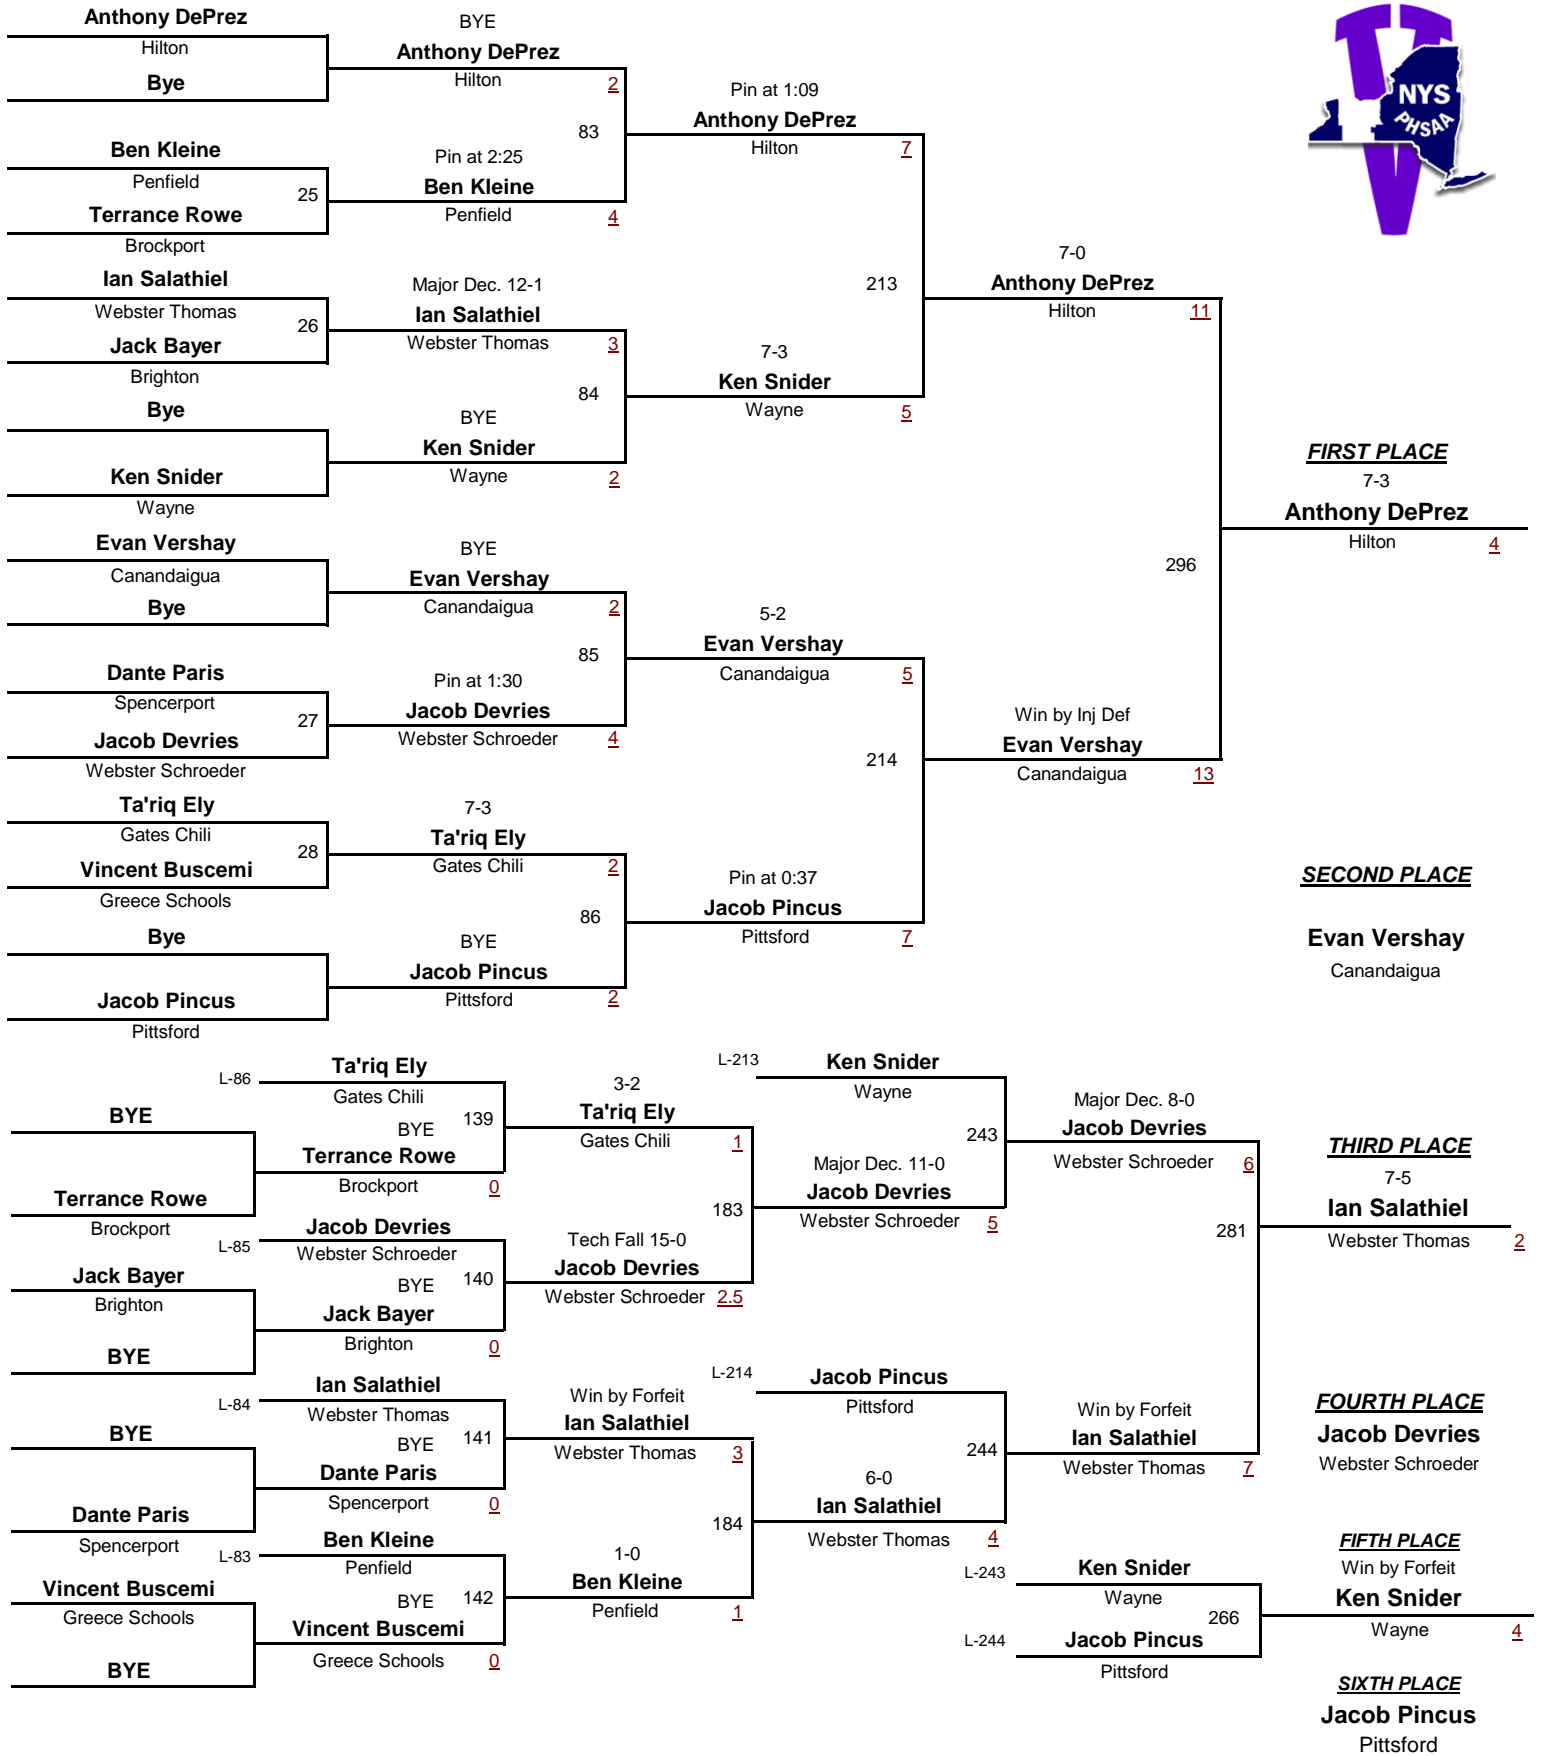 Anthony DePrez
Hilton
Bye
Ben Kleine
Penfield
25
Terrance Rowe
Brockport
Ian Salathiel
Webster Thomas
26
Jack Bayer
Brighton
Bye
Ken Snider
Wayne
Evan Vershay
Canandaigua
Bye
Dante Paris
Spencerport
27
Jacob Devries
Webster Schroeder
Ta'riq Ely
Gates Chili
28
Vincent Buscemi
Greece Schools
Bye
Jacob Pincus
Pittsford
BYE
Anthony DePrez
Hilton
2
83
Pin at 2:25
Ben Kleine
Penfield
4
Major Dec. 12-1
Ian Salathiel
Webster Thomas
3
84
BYE
Ken Snider
Wayne
2
BYE
Evan Vershay
Canandaigua
2
85
Pin at 1:30
Jacob Devries
Webster Schroeder
4
7-3
Ta'riq Ely
Gates Chili
2
86
BYE
Jacob Pincus
Pittsford
2
Pin at 1:09
Anthony DePrez
Hilton
7
213
7-3
Ken Snider
Wayne
5
5-2
Evan Vershay
Canandaigua
5
214
Pin at 0:37
Jacob Pincus
Pittsford
7
7-0
Anthony DePrez
Hilton
11
296
Win by Inj Def
Evan Vershay
Canandaigua
13
NYS
PHSAA
FIRST PLACE
7-3
Anthony DePrez
Hilton
4
SECOND PLACE
Evan Vershay
Canandaigua
BYE
Terrance Rowe
Brockport
Jack Bayer
Brighton
BYE
BYE
Dante Paris
Spencerport
Vincent Buscemi
Greece Schools
BYE
L-86
Ta'riq Ely
Gates Chili
139
BYE
Terrance Rowe
Brockport
0
L-85
Jacob Devries
Webster Schroeder
140
BYE
Jack Bayer
Brighton
0
L-84
Ian Salathiel
Webster Thomas
141
BYE
Dante Paris
Spencerport
0
L-83
Ben Kleine
Penfield
142
BYE
Vincent Buscemi
Greece Schools
0
3-2
Ta'riq Ely
Gates Chili
1
183
Tech Fall 15-0
Jacob Devries
Webster Schroeder
2.5
Win by Forfeit
Ian Salathiel
Webster Thomas
3
184
1-0
Ben Kleine
Penfield
1
L-213
Ken Snider
Wayne
243
Major Dec. 11-0
Jacob Devries
Webster Schroeder
5
L-214
Jacob Pincus
Pittsford
244
6-0
Ian Salathiel
Webster Thomas
4
Major Dec. 8-0
Jacob Devries
Webster Schroeder
6
281
Win by Forfeit
Ian Salathiel
Webster Thomas
7
L-243
Ken Snider
Wayne
266
L-244
Jacob Pincus
Pittsford
THIRD PLACE
7-5
Ian Salathiel
Webster Thomas
2
FOURTH PLACE
Jacob Devries
Webster Schroeder
FIFTH PLACE
Win by Forfeit
Ken Snider
Wayne
4
SIXTH PLACE
Jacob Pincus
Pittsford